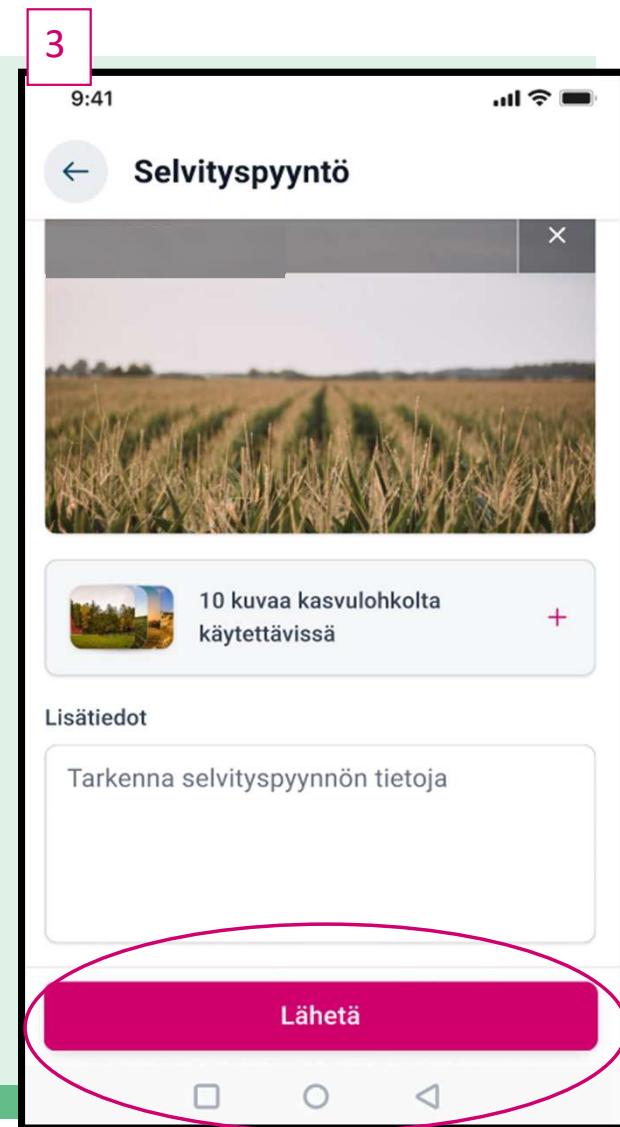 3
9:41
Selvityspyyntö
10 kuvaa kasvulohkolta
käytettävissä
Lisätiedot
Tarkenna selvityspyynnön tietoja
Lähetä